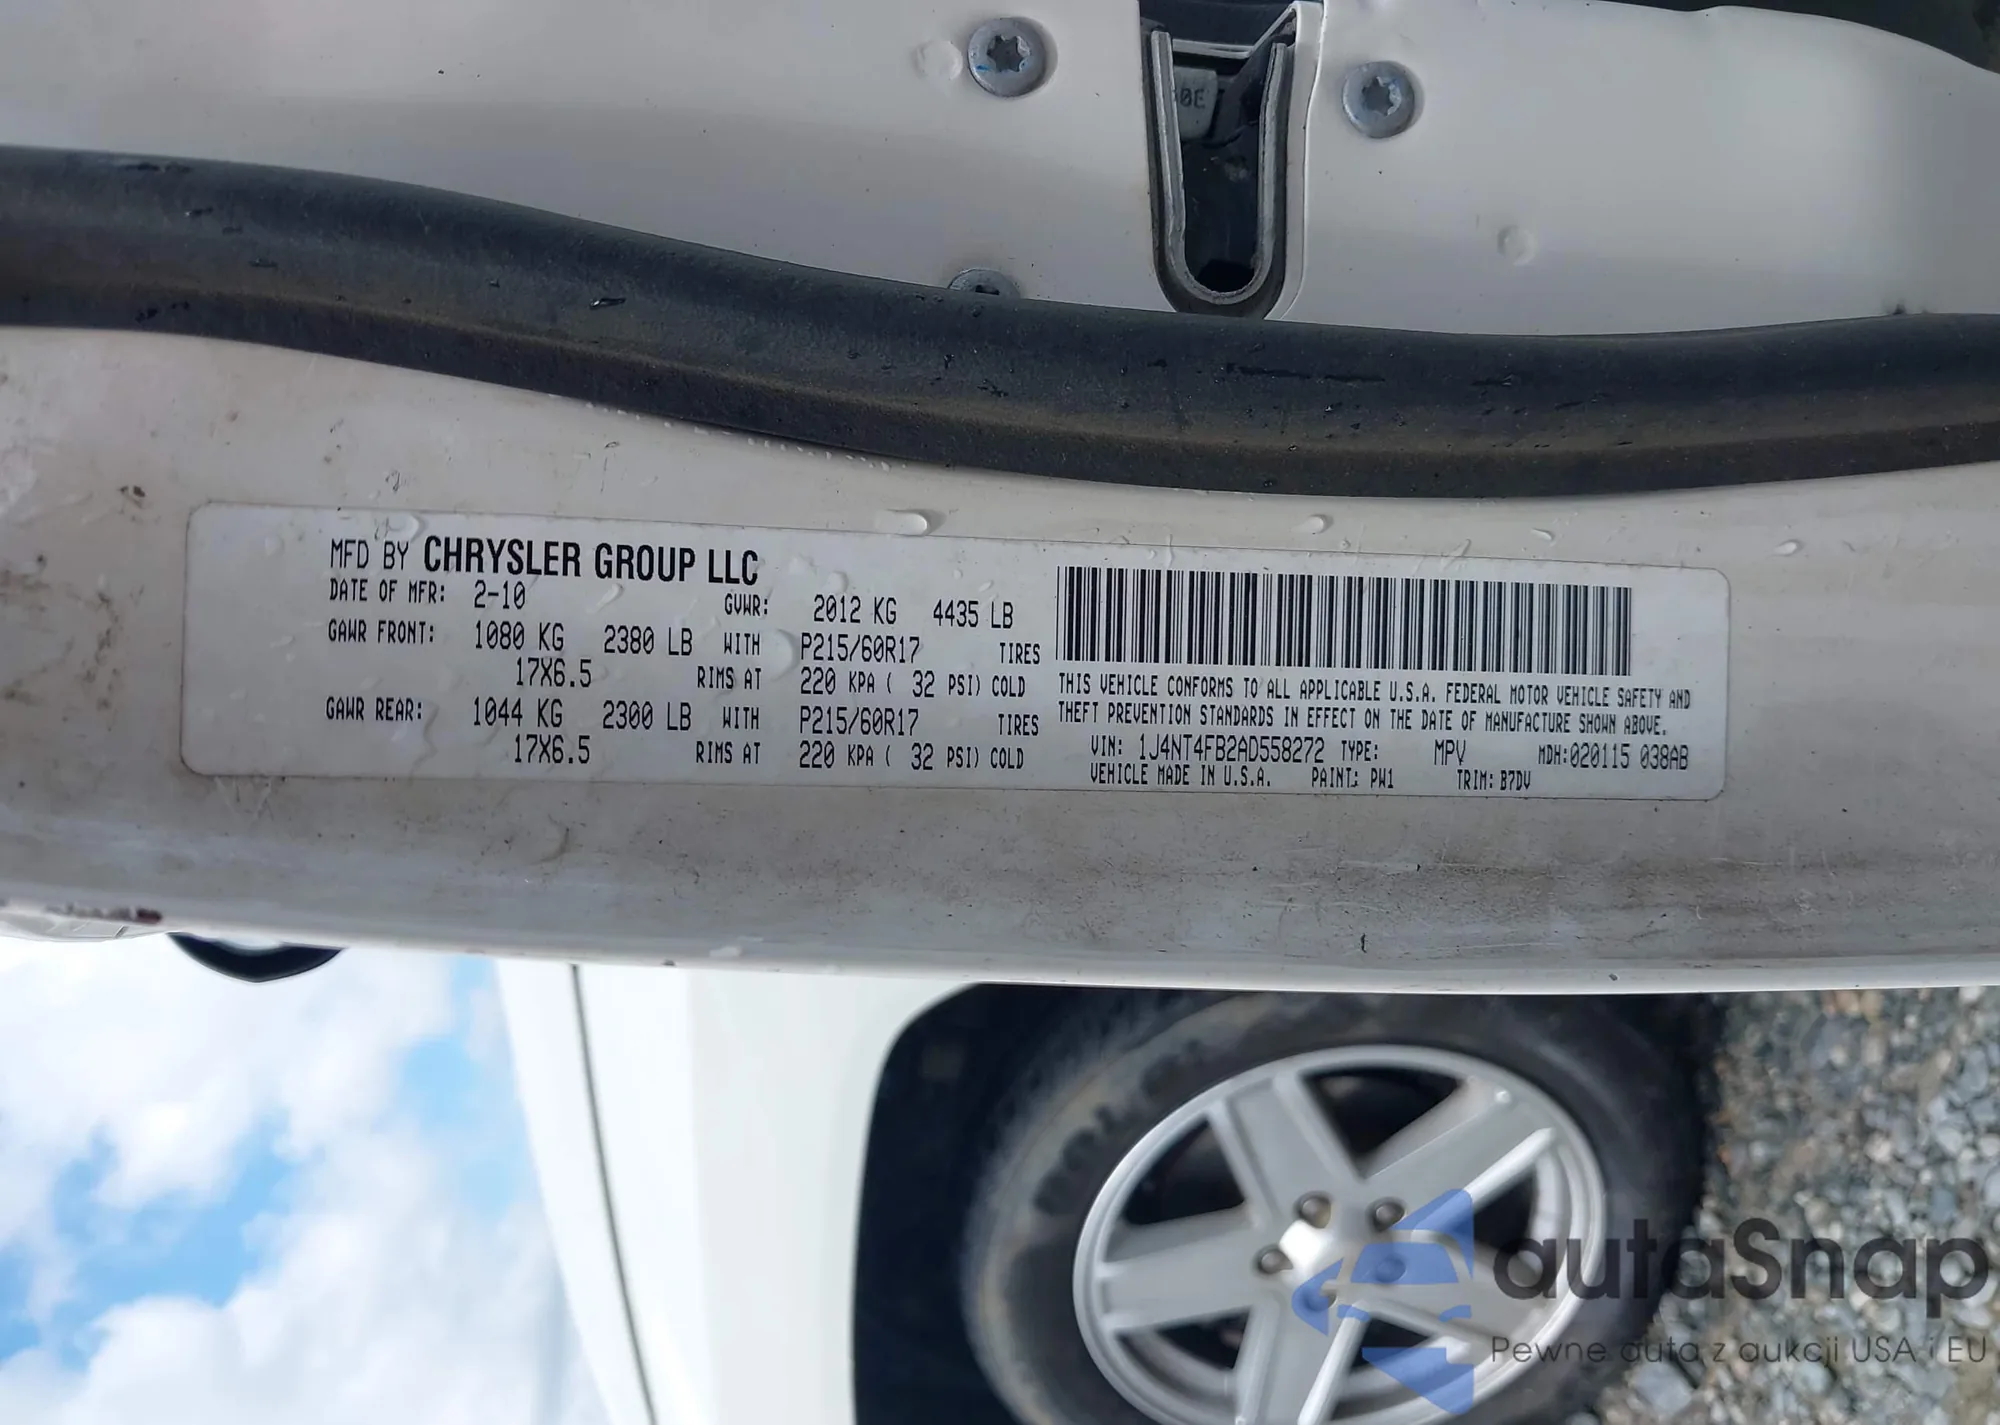 MFD BY CHRYSLER GROUP LLC
DATE OF MFR: 2-10 GVWR: 2012 KG 4435 LB
GAWR FRONT: 1080 KG 2380 LB WITH P215/60R17 TIRES
17X6.5 RIMS AT 220 KPA ( 32 PSI) COLD
GAWR REAR: 1044 KG 2300 LB WITH P215/60R17 TIRES
17X6.5 RIMS AT 220 KPA ( 32 PSI) COLD
THIS VEHICLE CONFORMS TO ALL APPLICABLE U.S.A. FEDERAL MOTOR VEHICLE SAFETY AND
THEFT PREVENTION STANDARDS IN EFFECT ON THE DATE OF MANUFACTURE SHOWN ABOVE.
VIN: 1J4NT4FB2AD558272 TYPE: MPV MDH:020115 038AB
VEHICLE MADE IN U.S.A. PAINT: PW1 TRIM: B7DV
autaSnap
Pewne auta z aukcji USA i EU